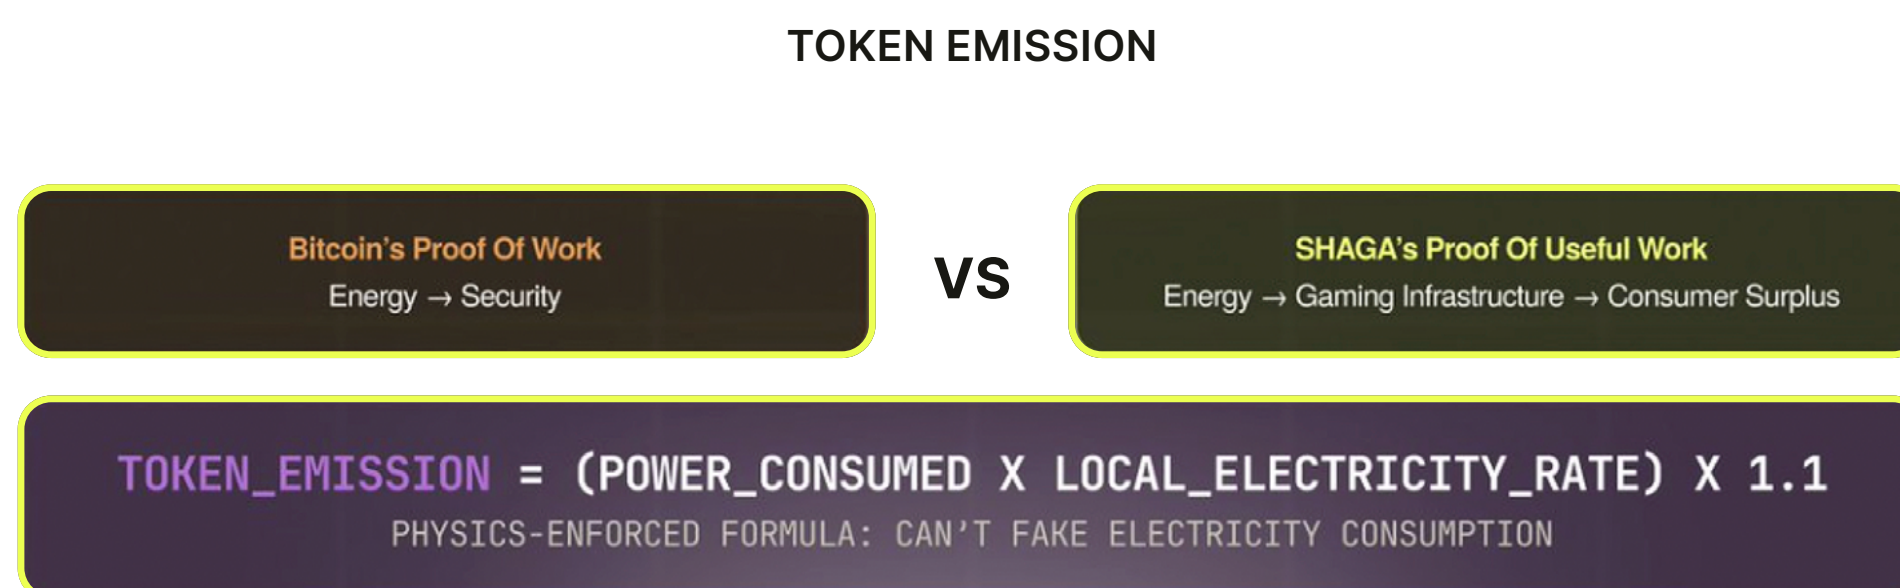 TOKEN EMISSION
Bitcoin’s Proof Of Work
Energy → Security
VS
SHAGA’s Proof Of Useful Work
Energy → Gaming Infrastructure → Consumer Surplus
TOKEN_EMISSION = (POWER_CONSUMED X LOCAL_ELECTRICITY_RATE) X 1.1
PHYSICS-ENFORCED FORMULA: CAN’T FAKE ELECTRICITY CONSUMPTION